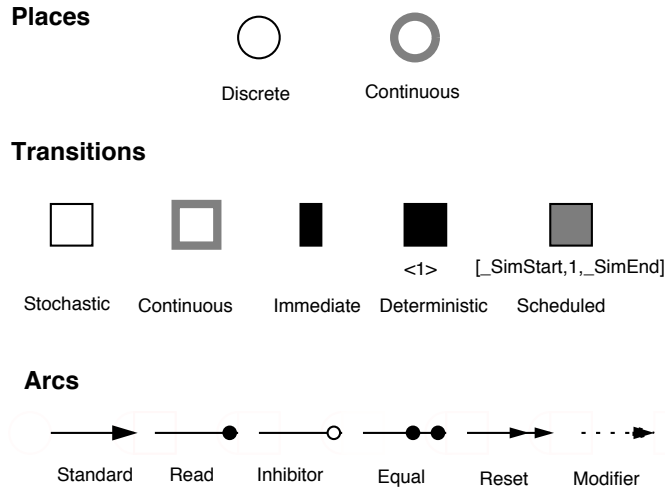 Places
Discrete Continuous
Transitions
<1> [_SimStart,1,_SimEnd]
Stochastic Continuous Immediate Deterministic Scheduled
Arcs
Standard Read Inhibitor Equal Reset Modifier